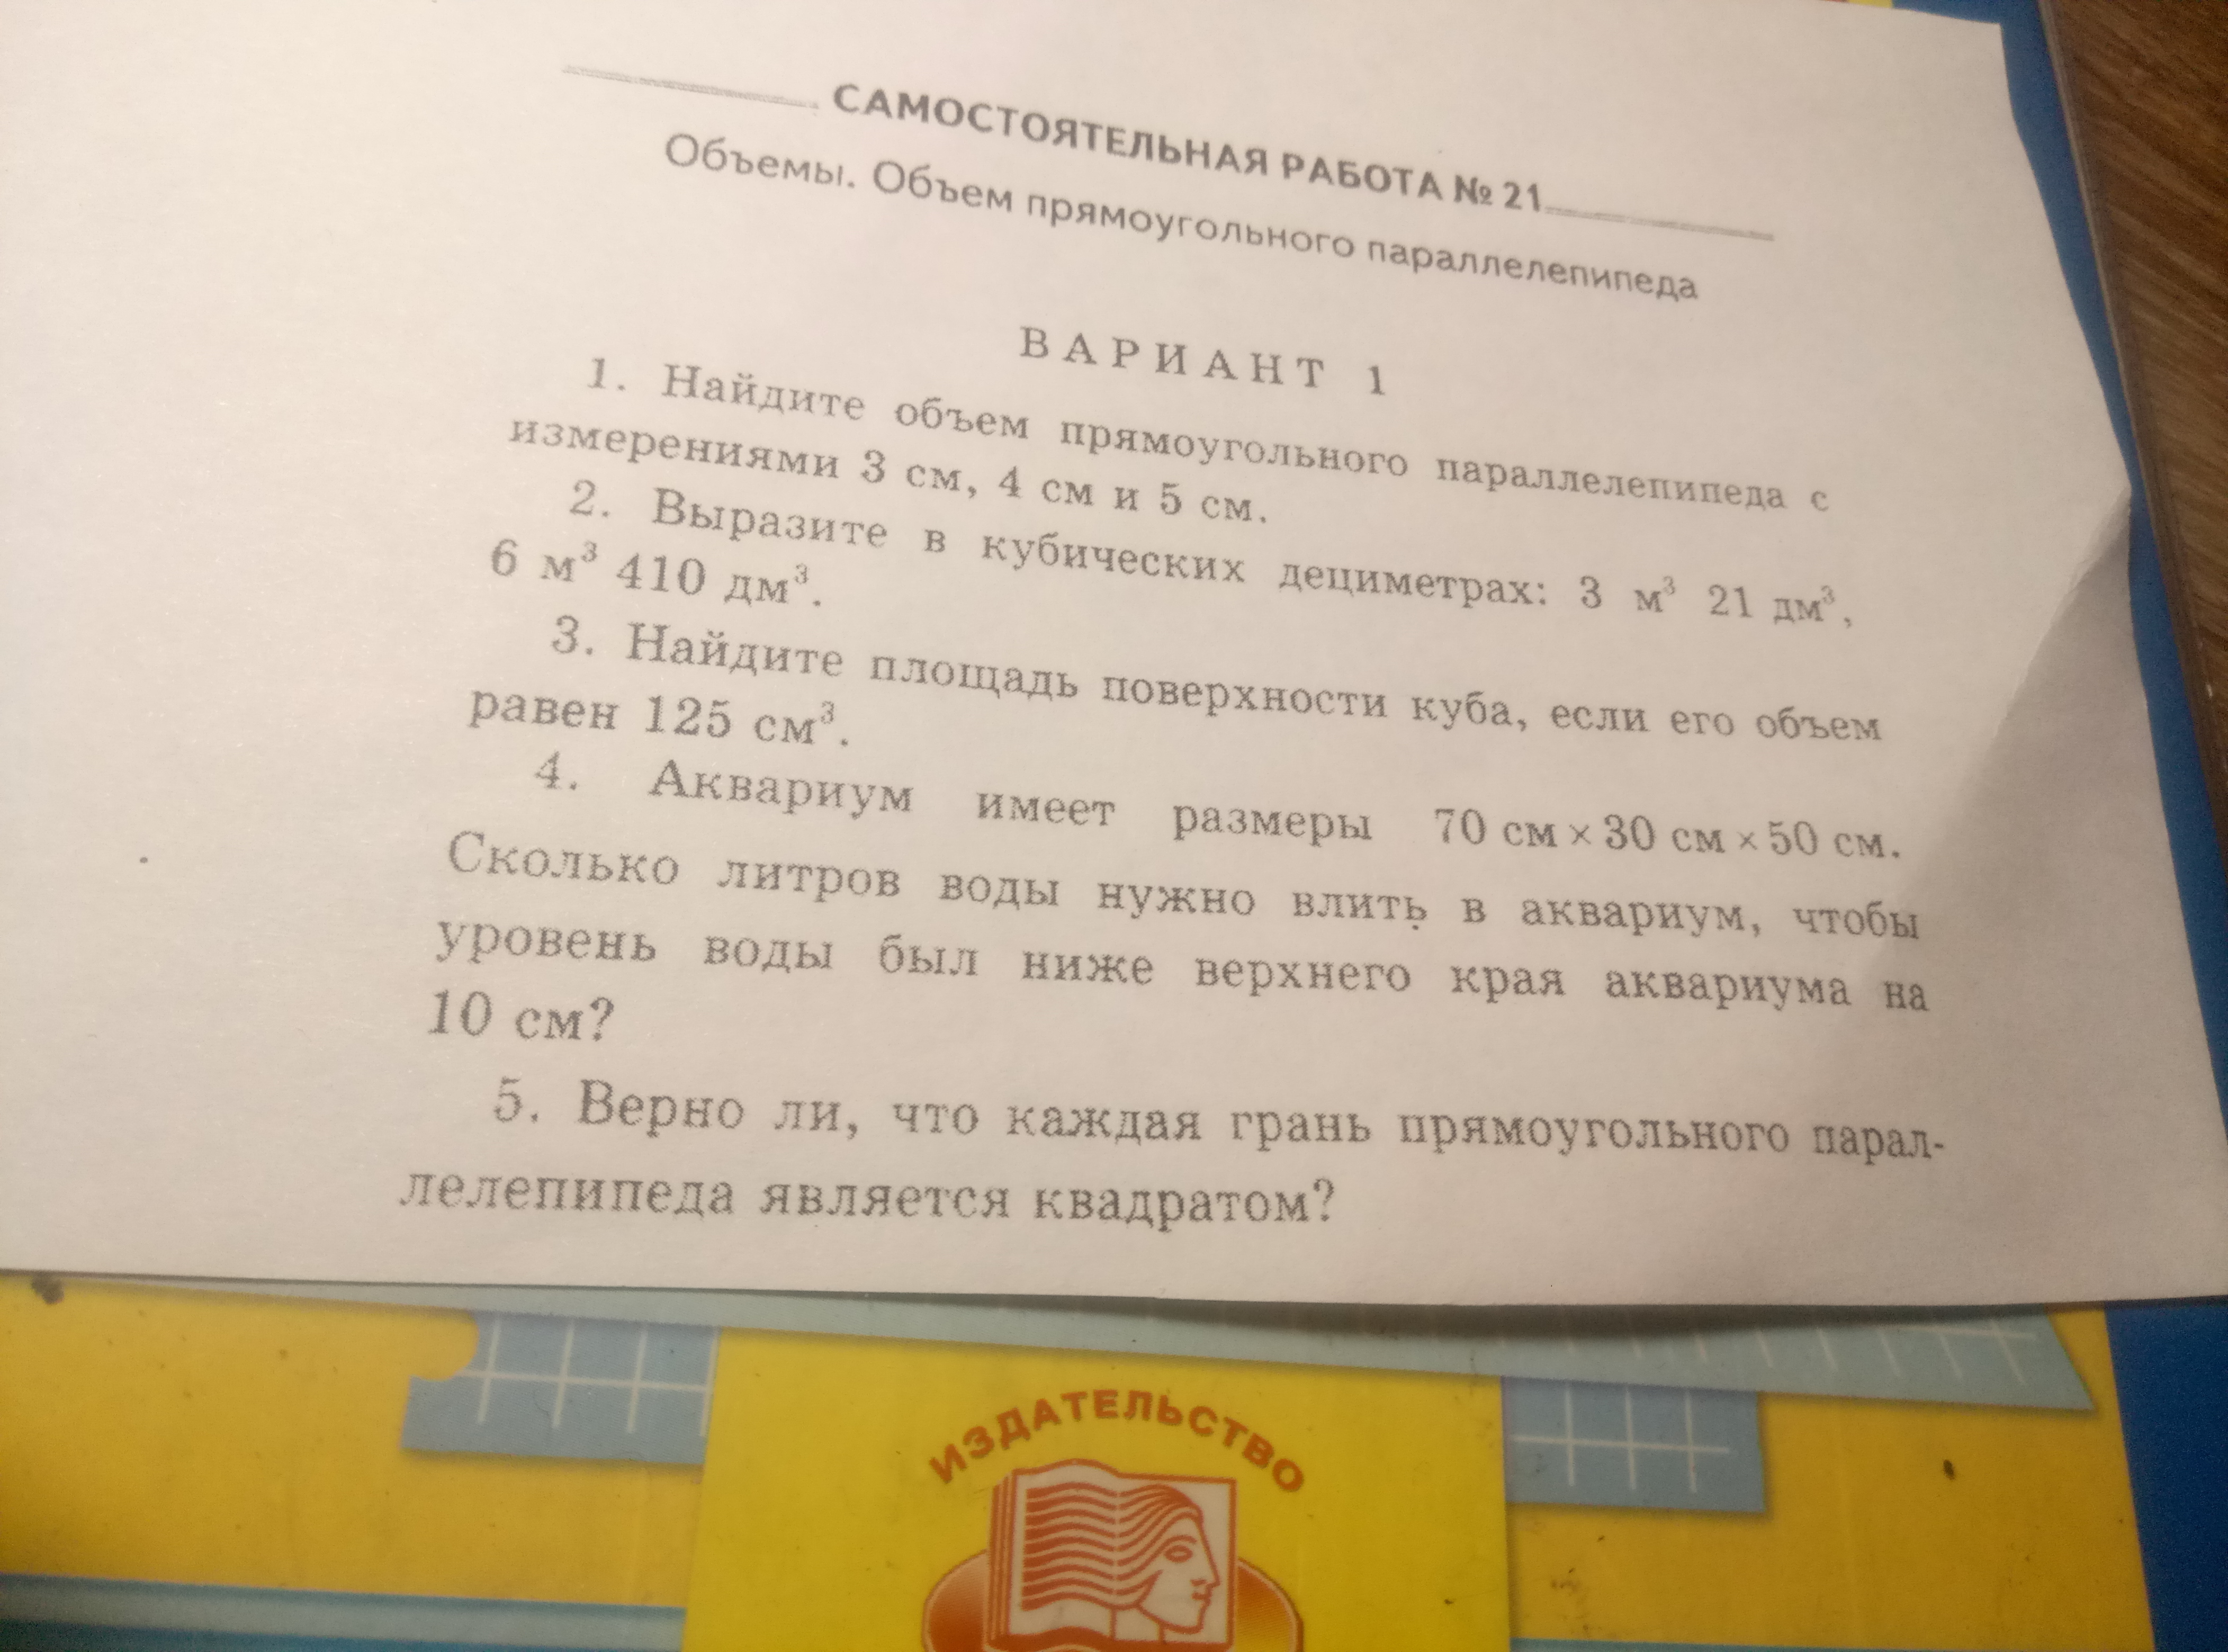 САМОСТОЯТЕЛЬНАЯ РАБОТА № 21
Объемы. Объем прямоугольного параллелепипеда
ВАРИАНТ 1
1. Найдите объем прямоугольного параллелепипеда с
измерениями 3 см, 4 см и 5 см.
2. Выразите в кубических дециметрах: 3 м³ 21 дм³,
6 м³ 410 дм³.
3. Найдите площадь поверхности куба, если его объем
равен 125 см³.
4. Аквариум имеет размеры 70 см × 30 см × 50 см.
Сколько литров воды нужно влить в аквариум, чтобы
уровень воды был ниже верхнего края аквариума на
10 см?
5. Верно ли, что каждая грань прямоугольного парал-
лелепипеда является квадратом?
ИЗДАТЕЛЬСТВО